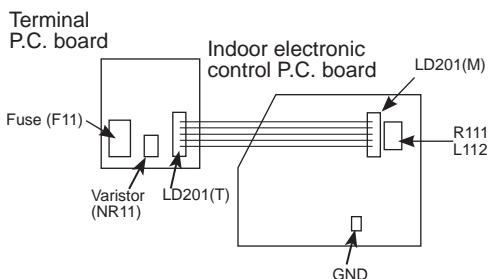 Terminal
P.C. board
Indoor electronic
control P.C. board
LD201(M)
Fuse (F11)
R111
L112
Varistor
(NR11)
LD201(T)
GND